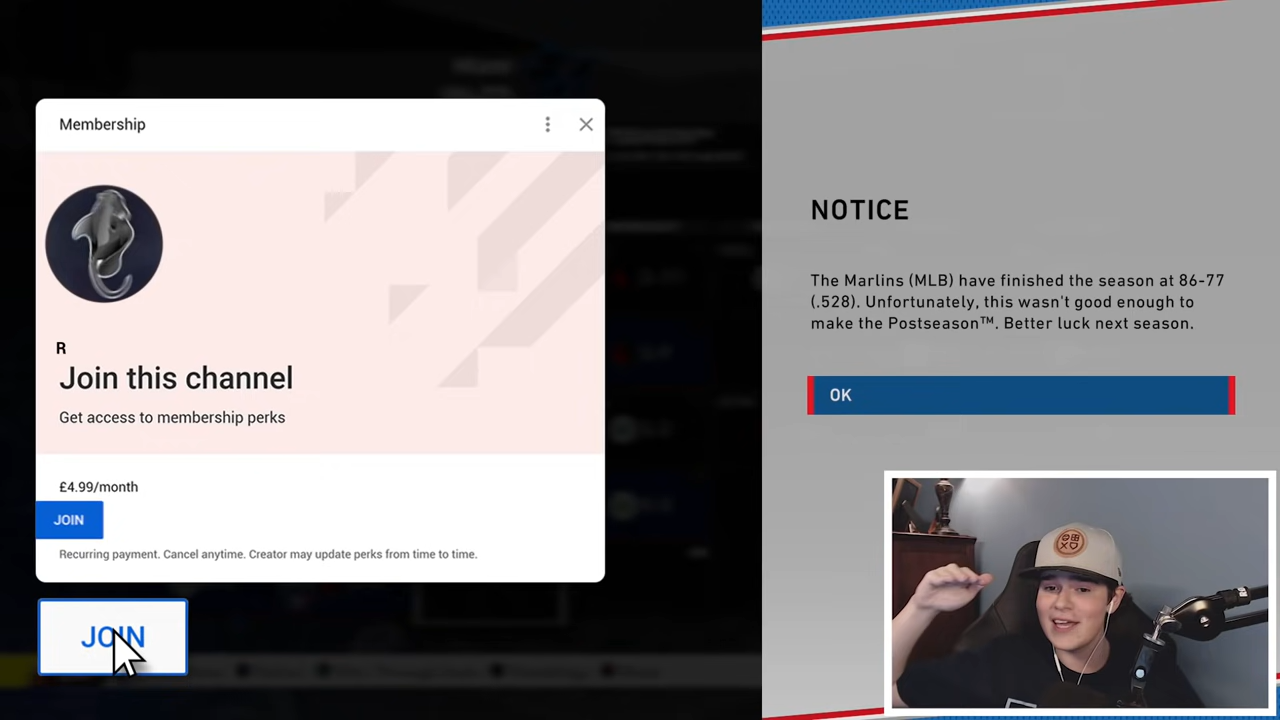 Membership
R
Join this channel
Get access to membership perks
£4.99/month
JOIN
Recurring payment. Cancel anytime. Creator may update perks from time to time.
JOIN
NOTICE
The Marlins (MLB) have finished the season at 86-77
(.528). Unfortunately, this wasn't good enough to
make the Postseason™. Better luck next season.
OK